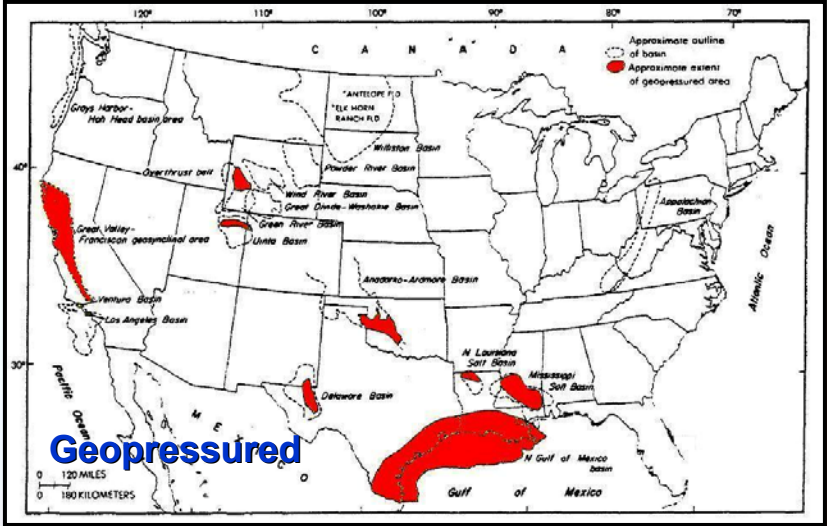 120°
110°
100°
90°
80°
70°
C A N A D A
Approximate outline
of basin
Approximate extent
of geopressured area
Grays Harbor-
Hoh Head basin area
"ANTELOPE FLD
"ELK HORN
RANCH FLD
Williston Basin
40°
Overthrust belt
Powder River Basin
Wind River Basin
Great Divide-Washakie Basin
Appalachian
Basin
Great Valley-
Franciscan geosynclinal area
Green River Basin
Uinta Basin
Atlantic Ocean
Anadarko-Ardmore Basin
Ventura Basin
Los Angeles Basin
30°
N Louisiana
Salt Basin
Mississippi
Salt Basin
Delaware Basin
Pacific Ocean
M E X I C O
Geopressured
N Gulf of Mexico
basin
0 120 MILES
0 180 KILOMETERS
Gulf of Mexico